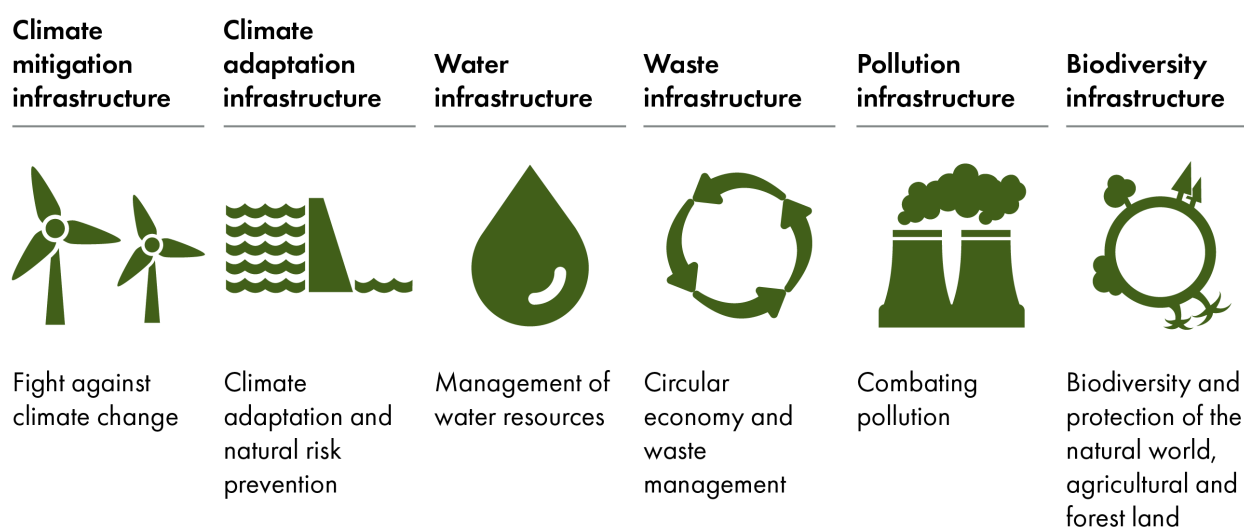 Climate
mitigation
infrastructure
Climate
adaptation
infrastructure
Water
infrastructure
Waste
infrastructure
Pollution
infrastructure
Biodiversity
infrastructure
Fight against
climate change
Climate
adaptation and
natural risk
prevention
Management of
water resources
Circular
economy and
waste
management
Combating
pollution
Biodiversity and
protection of the
natural world,
agricultural and
forest land